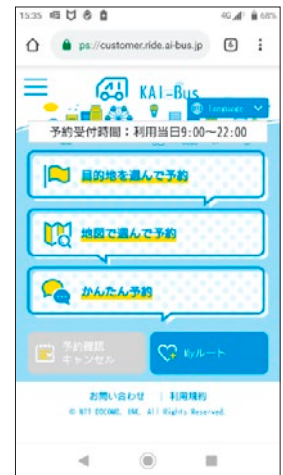 15:35
4G 68%
ps://customer.ride.ai-bus.jp
6
KAI-Bus
Language
予約受付時間：利用当日9:00〜22:00
目的地を選んで予約
地図で選んで予約
かんたん予約
予約確認
キャンセル
Myルート
お問い合わせ | 利用規約
© NTT DOCOMO, INC. All Rights Reserved.